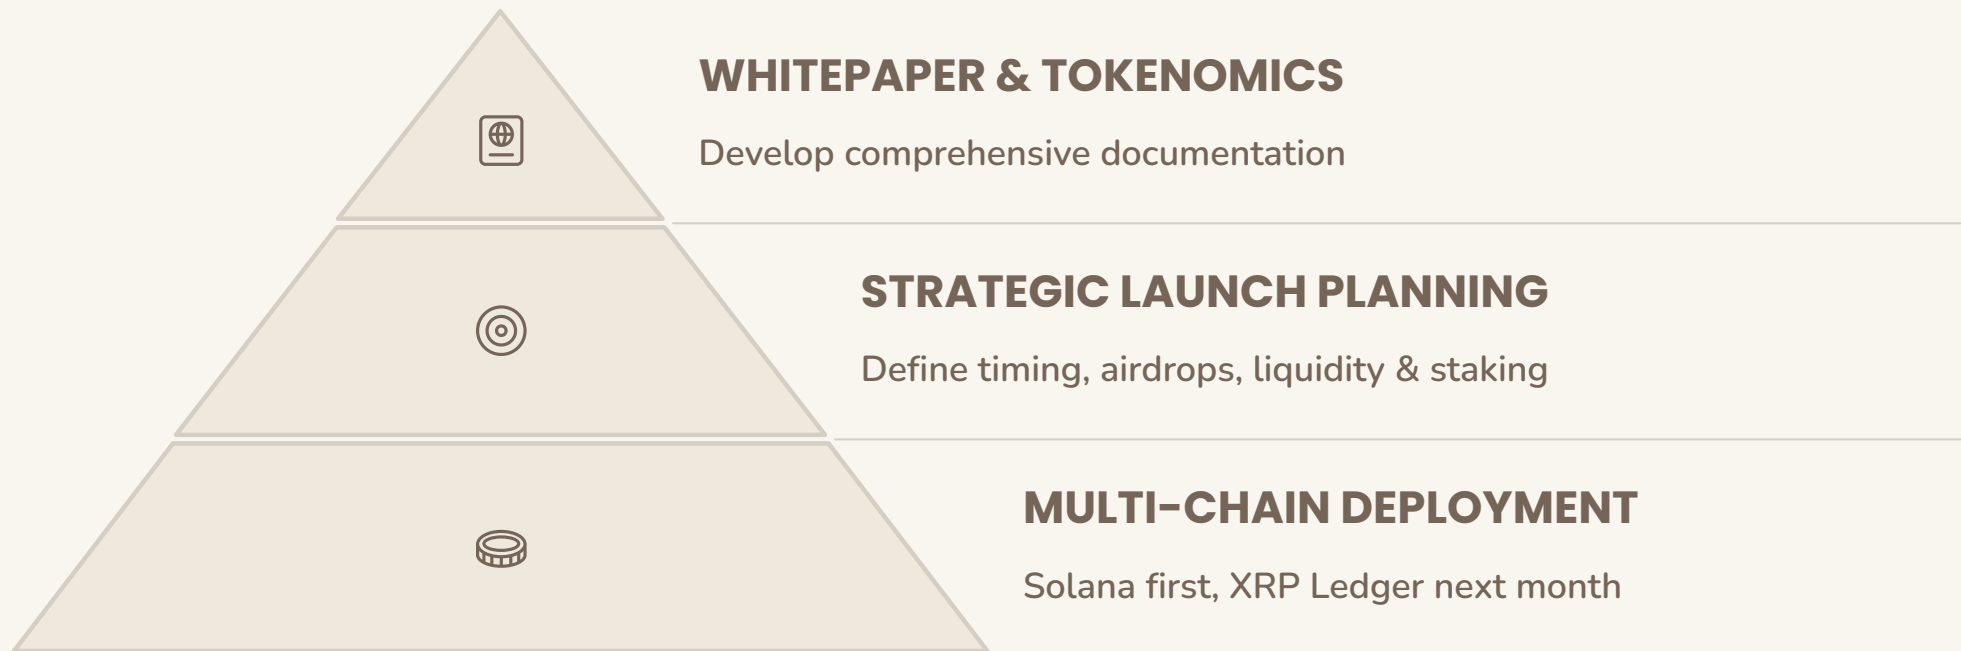 WHITEPAPER & TOKENOMICS
Develop comprehensive documentation
STRATEGIC LAUNCH PLANNING
Define timing, airdrops, liquidity & staking
MULTI-CHAIN DEPLOYMENT
Solana first, XRP Ledger next month